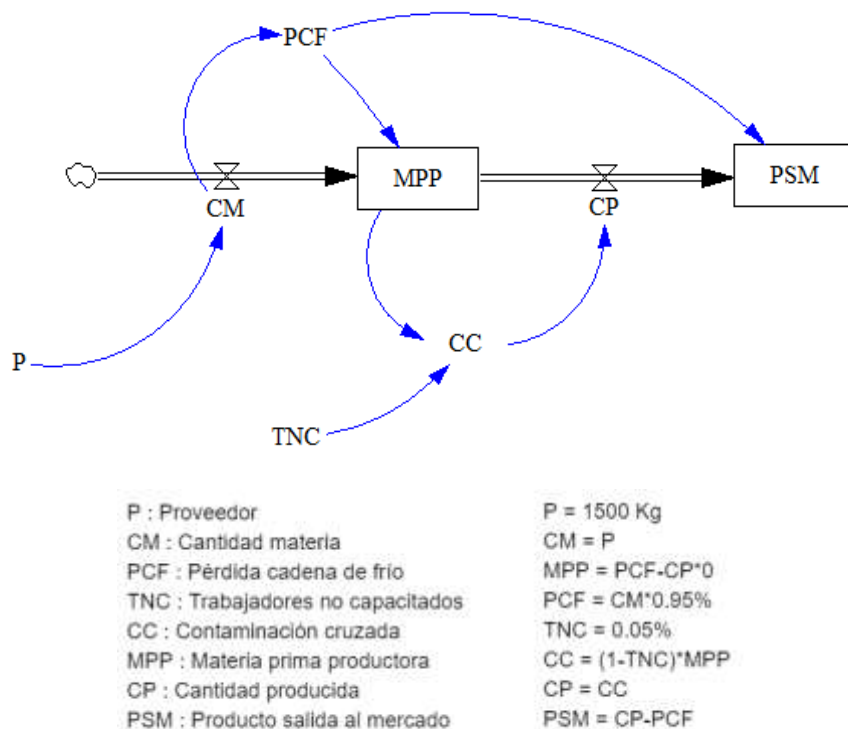 PCF
MPP
PSM
CM
CP
P
CC
TNC
P : Proveedor
CM : Cantidad materia
PCF : Pérdida cadena de frío
TNC : Trabajadores no capacitados
CC : Contaminación cruzada
MPP : Materia prima productora
CP : Cantidad producida
PSM : Producto salida al mercado
P = 1500 Kg
CM = P
MPP = PCF-CP*0
PCF = CM*0.95%
TNC = 0.05%
CC = (1-TNC)*MPP
CP = CC
PSM = CP-PCF